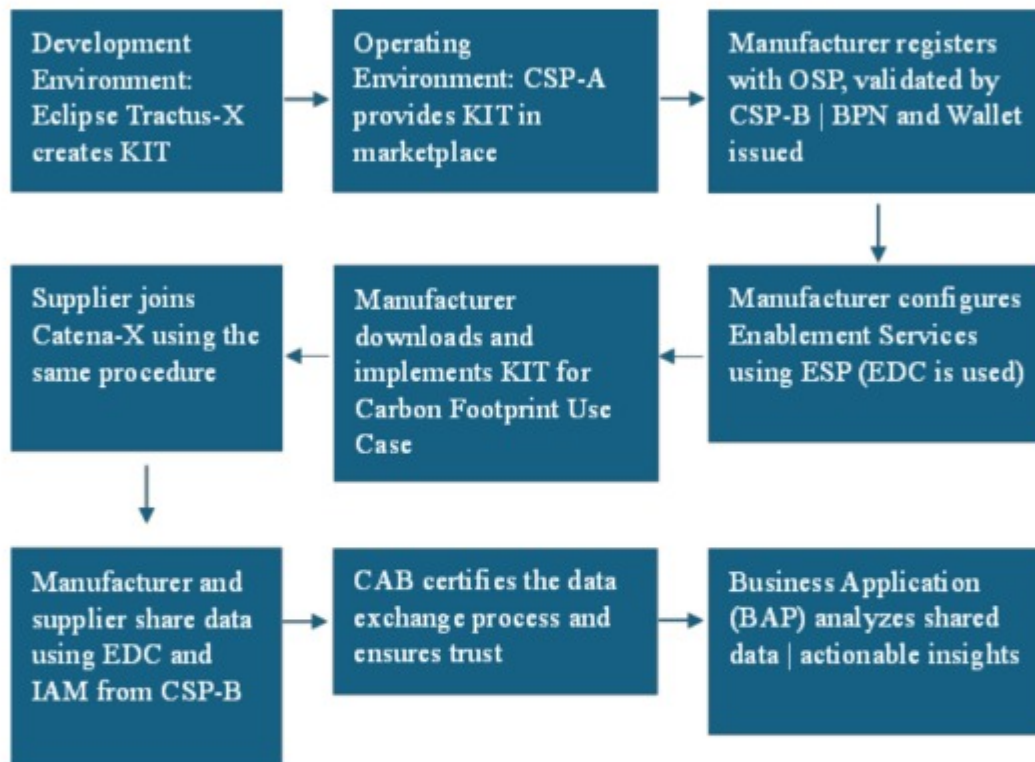 Development
Environment:
Eclipse Tractus-X
creates KIT
Operating
Environment: CSP-A
provides KIT in
marketplace
Manufacturer registers
with OSP, validated by
CSP-B | BPN and Wallet
issued
Manufacturer configures
Enablement Services
using ESP (EDC is used)
Manufacturer
downloads and
implements KIT for
Carbon Footprint Use
Case
Supplier joins
Catena-X using the
same procedure
Manufacturer and
supplier share data
using EDC and
IAM from CSP-B
CAB certifies the data
exchange process and
ensures trust
Business Application
(BAP) analyzes shared
data | actionable insights